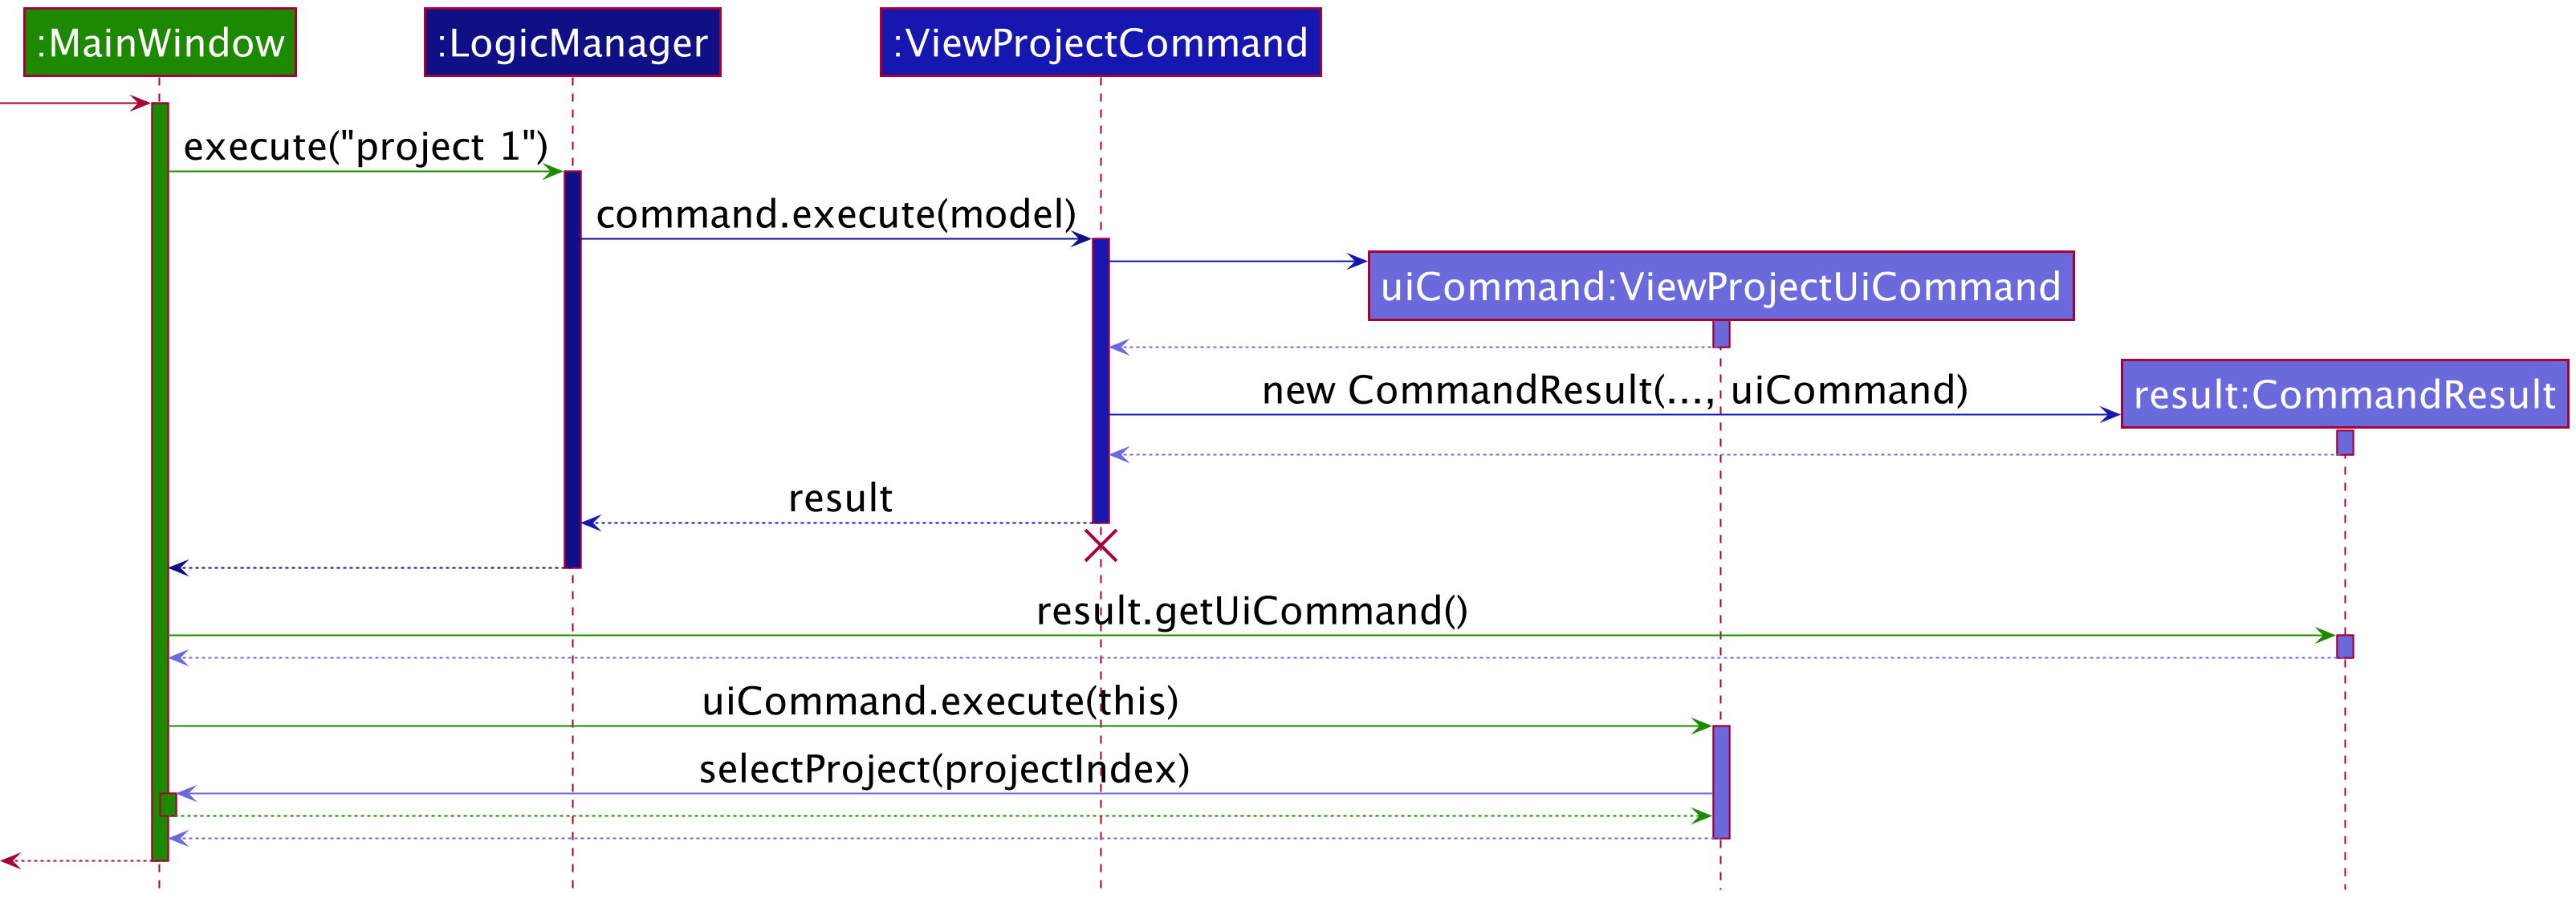 :MainWindow
:LogicManager
:ViewProjectCommand
execute("project 1")
command.execute(model)
uiCommand:ViewProjectUiCommand
new CommandResult(..., uiCommand)
result:CommandResult
result
result.getUiCommand()
uiCommand.execute(this)
selectProject(projectIndex)